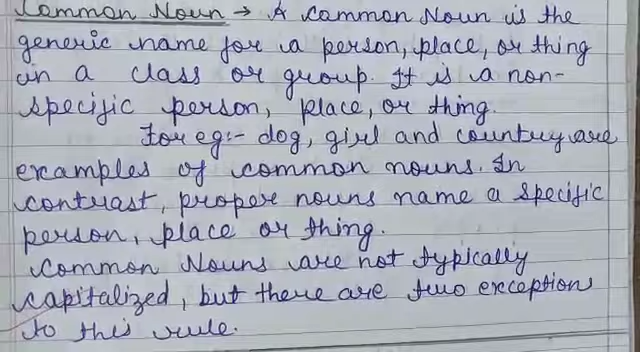 Common Noun → A Common Noun is the
generic name for a person, place, or thing
in a class or group. It is a non-
specific person, place, or thing.
For eg:- dog, girl and country are
examples of common nouns. In
contrast, proper nouns name a specific
person, place or thing.
Common Nouns are not typically
capitalized, but there are two exception
to this rule.